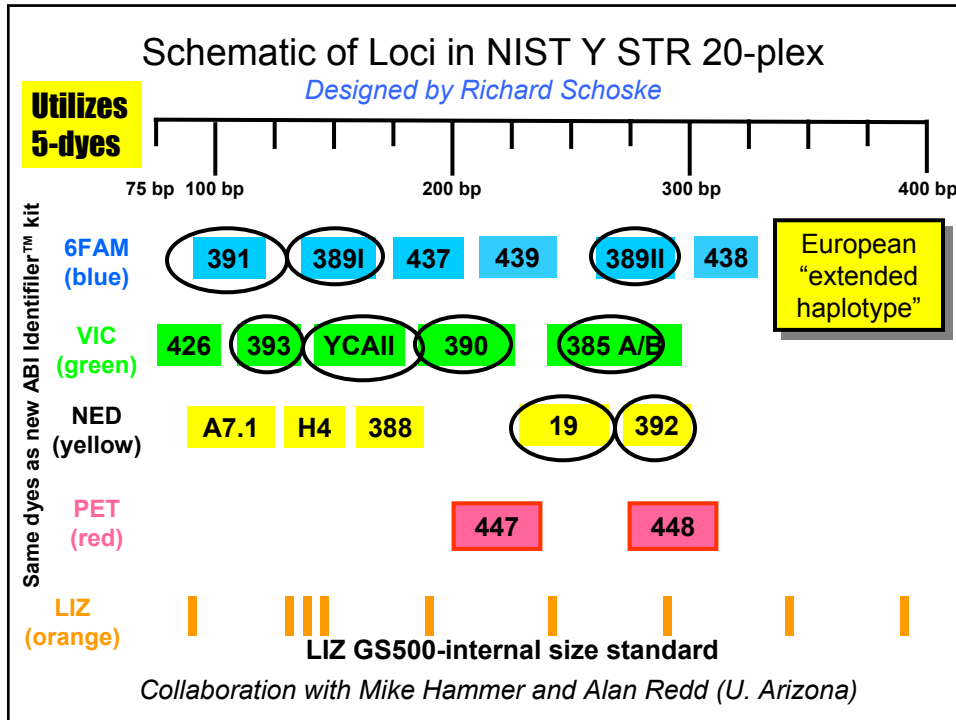 Schematic of Loci in NIST Y STR 20-plex
Designed by Richard Schoske
Utilizes
5-dyes
75 bp 100 bp 200 bp 300 bp 400 bp
Same dyes as new ABI Identifiler™ kit
6FAM
(blue)
391 389I 437 439 389II 438
European
“extended
haplotype”
VIC
(green)
426 393 YCAII 390 385 A/B
NED
(yellow)
A7.1 H4 388 19 392
PET
(red)
447 448
LIZ
(orange)
LIZ GS500-internal size standard
Collaboration with Mike Hammer and Alan Redd (U. Arizona)